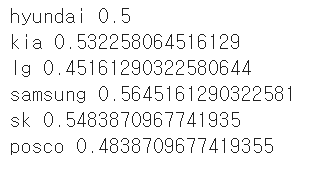 hyundai 0.5
kia 0.532258064516129
lg 0.45161290322580644
samsung 0.5645161290322581
sk 0.5483870967741935
posco 0.4838709677419355